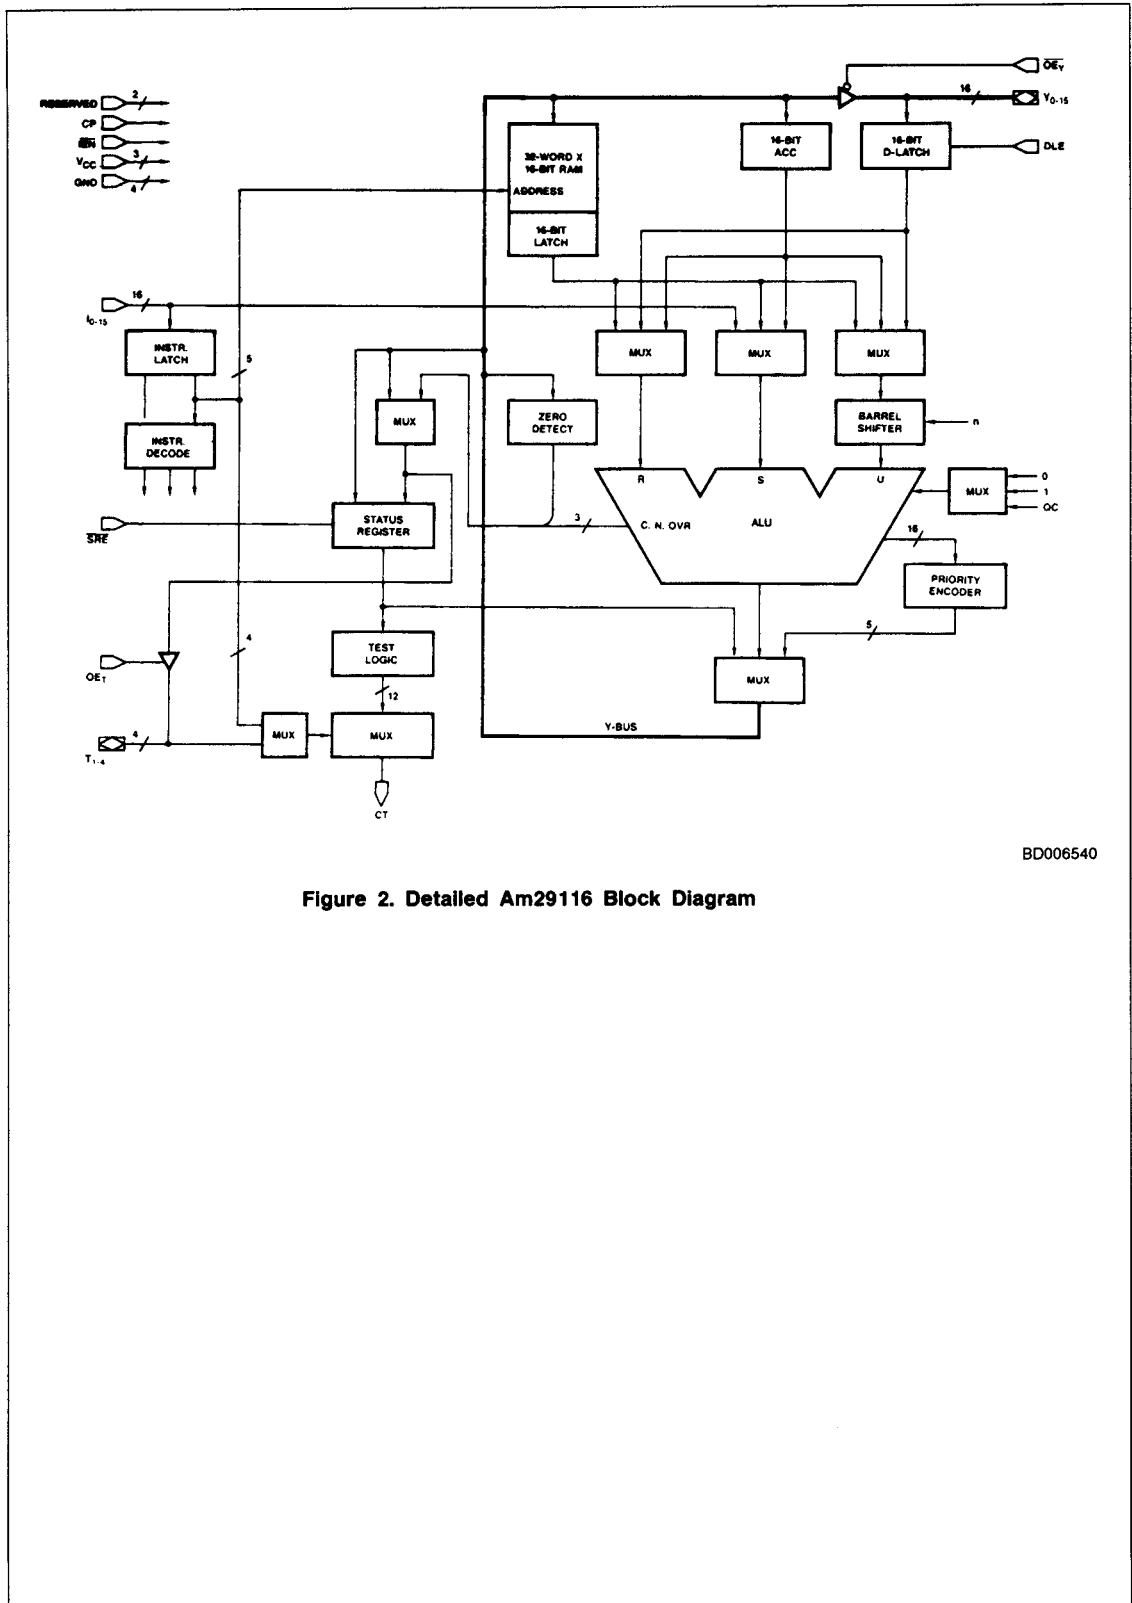 O̅E̅Y
RESERVED 2
16
Y0-15
CP
I̅E̅N̅
VCC 3
GND 4
32-WORD X
16-BIT RAM
ADDRESS
16-BIT
LATCH
16-BIT
ACC
16-BIT
D-LATCH
DLE
16
I0-15
INSTR.
LATCH
5
INSTR.
DECODE
MUX
MUX
MUX
MUX
ZERO
DETECT
BARREL
SHIFTER
n
R
S
U
MUX
0
1
QC
S̅R̅E̅
STATUS
REGISTER
3
C. N. OVR
ALU
16
PRIORITY
ENCODER
5
4
TEST
LOGIC
12
OET
MUX
T1-4
4
MUX
MUX
Y-BUS
CT
BD006540
Figure 2. Detailed Am29116 Block Diagram